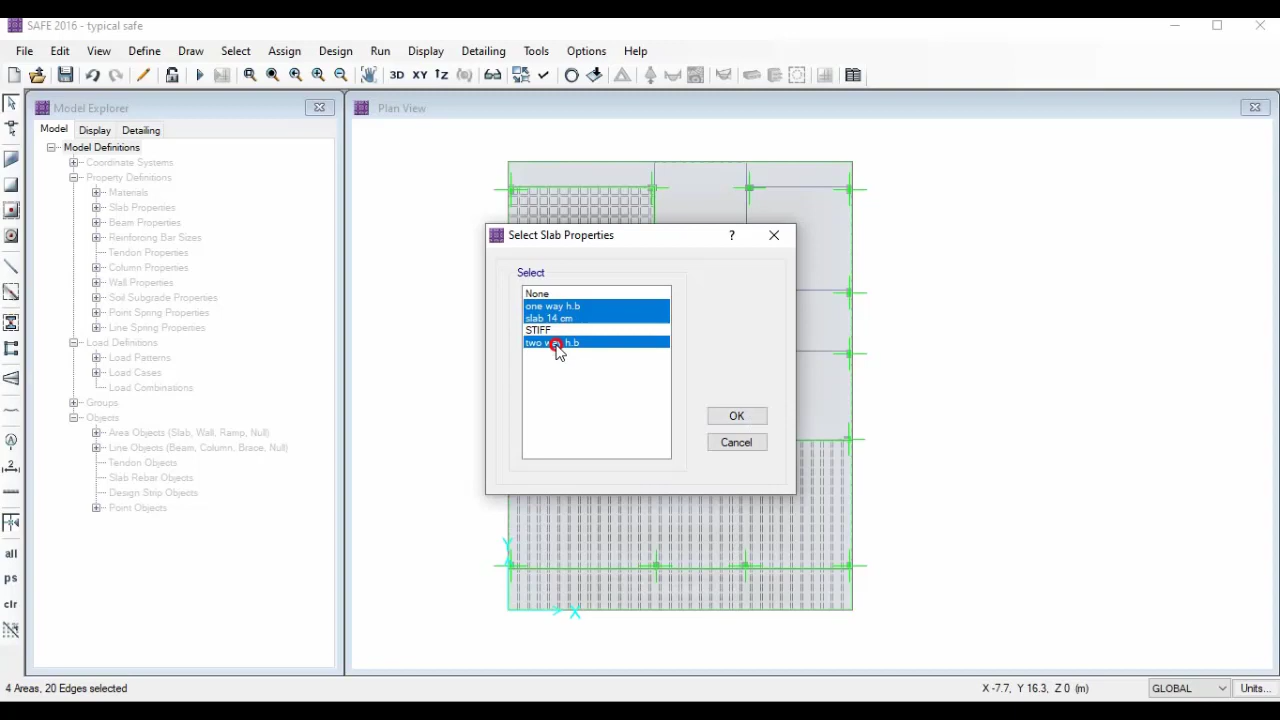 SAFE 2016 - typical safe
File Edit View Define Draw Select Assign Design Run Display Detailing Tools Options Help
3D XY
Model Explorer
Plan View
Model Display Detailing
Model Definitions
Coordinate Systems
Property Definitions
Materials
Slab Properties
Beam Properties
Reinforcing Bar Sizes
Tendon Properties
Column Properties
Wall Properties
Soil Subgrade Properties
Point Spring Properties
Line Spring Properties
Load Definitions
Load Patterns
Load Cases
Load Combinations
Groups
Objects
Area Objects (Slab, Wall, Ramp, Null)
Line Objects (Beam, Column, Brace, Null)
Tendon Objects
Slab Rebar Objects
Design Strip Objects
Point Objects
Select Slab Properties
?
Select
None
one way h.b
slab 14 cm
STIFF
two way h.b
OK
Cancel
Y
X
all
ps
clr
4 Areas, 20 Edges selected
X -7.7, Y 16.3, Z 0 (m)
GLOBAL
Units...